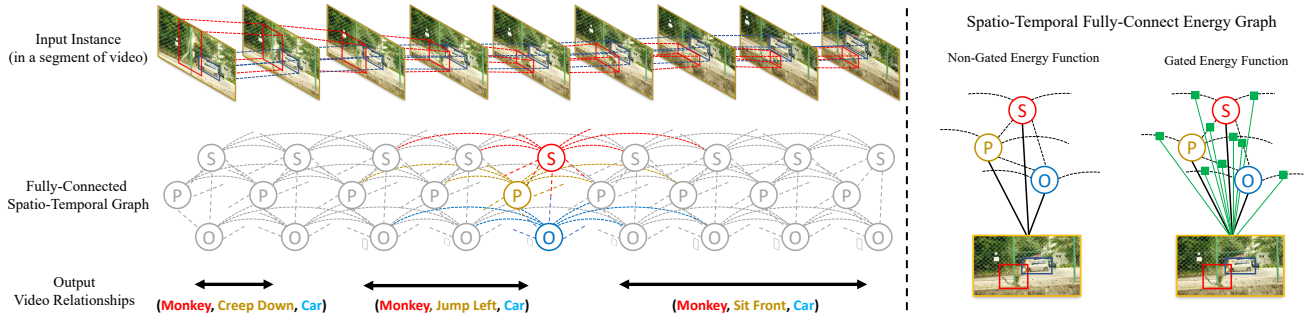 Input Instance
(in a segment of video)
S S S S S S S S S
P P P P P P P P P
Fully-Connected
Spatio-Temporal Graph
O O O O O O O O O
Output
Video Relationships
(Monkey, Creep Down, Car)
(Monkey, Jump Left, Car)
(Monkey, Sit Front, Car)
Spatio-Temporal Fully-Connect Energy Graph
Non-Gated Energy Function
S
P
O
Gated Energy Function
S
P
O